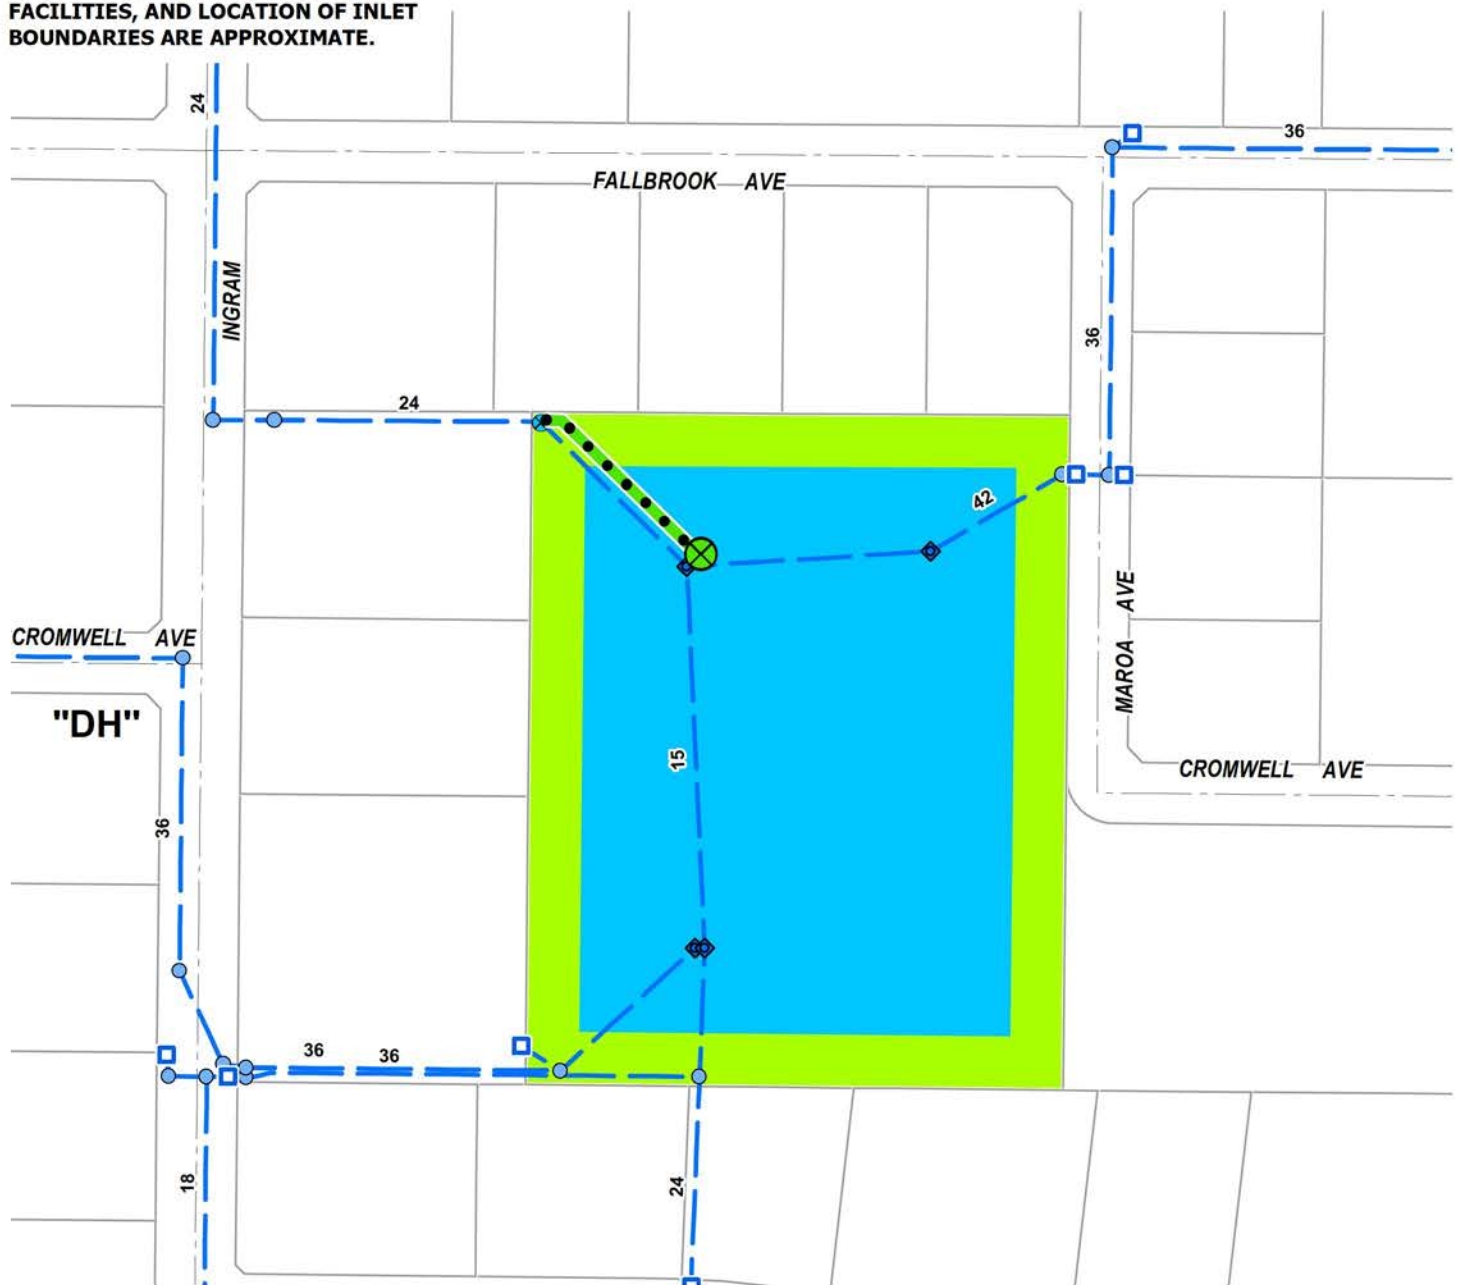 FACILITIES, AND LOCATION OF INLET
BOUNDARIES ARE APPROXIMATE.
24
36
FALLBROOK AVE
INGRAM
36
24
42
MAROA AVE
CROMWELL AVE
"DH"
15
CROMWELL AVE
36
36
36
18
24